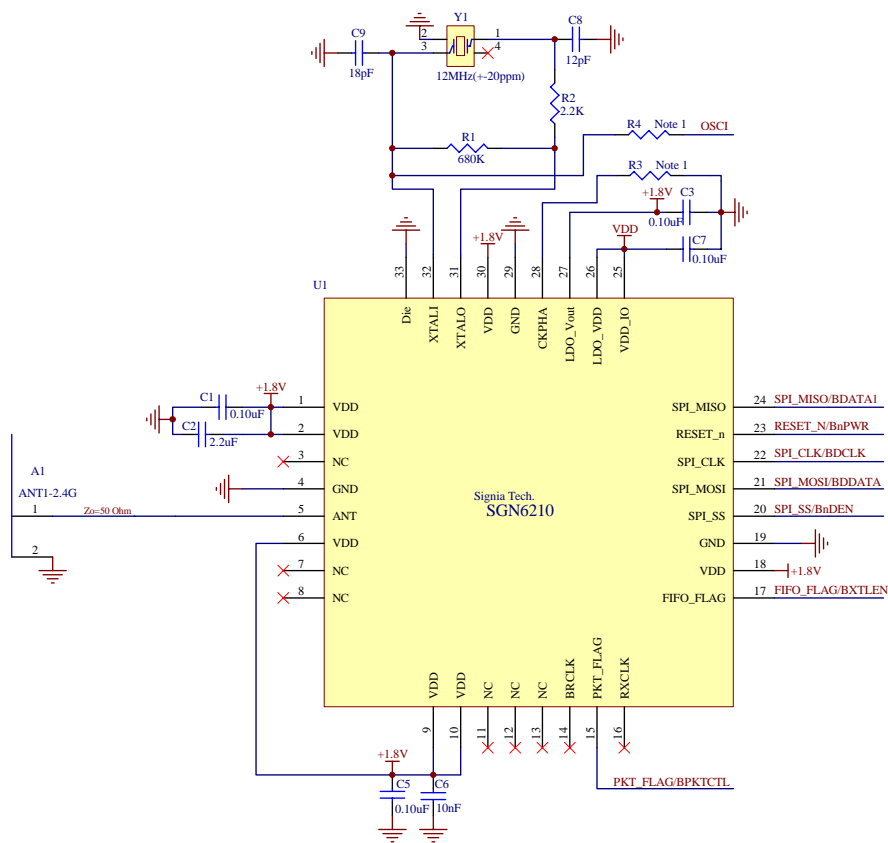 Y1
C9
2
1
C8
3
4
18pF
12MHz(+-20ppm)
12pF
R2
2.2K
R4 Note 1
OSCI
R1
680K
R3 Note 1
+1.8V
C3
0.10uF
VDD
C7
0.10uF
+1.8V
33
32
31
30
29
28
27
26
25
U1
Die
XTALI
XTALO
VDD
GND
CKPHA
LDO_Vout
LDO_VDD
VDD_IO
C1
+1.8V
0.10uF
1
VDD
SPI_MISO
24
SPI_MISO/BDATA1
C2
2.2uF
2
VDD
RESET_n
23
RESET_N/BnPWR
3
NC
SPI_CLK
22
SPI_CLK/BDCLK
A1
ANT1-2.4G
4
GND
SPI_MOSI
21
SPI_MOSI/BDDATA
Signia Tech.
SGN6210
1
Zo=50 Ohm
5
ANT
SPI_SS
20
SPI_SS/BnDEN
2
6
VDD
GND
19
7
NC
VDD
18
+1.8V
8
NC
FIFO_FLAG
17
FIFO_FLAG/BXTLEN
VDD
VDD
NC
NC
NC
BRCLK
PKT_FLAG
RXCLK
9
10
11
12
13
14
15
16
+1.8V
C5
0.10uF
C6
10nF
PKT_FLAG/BPKTCTL